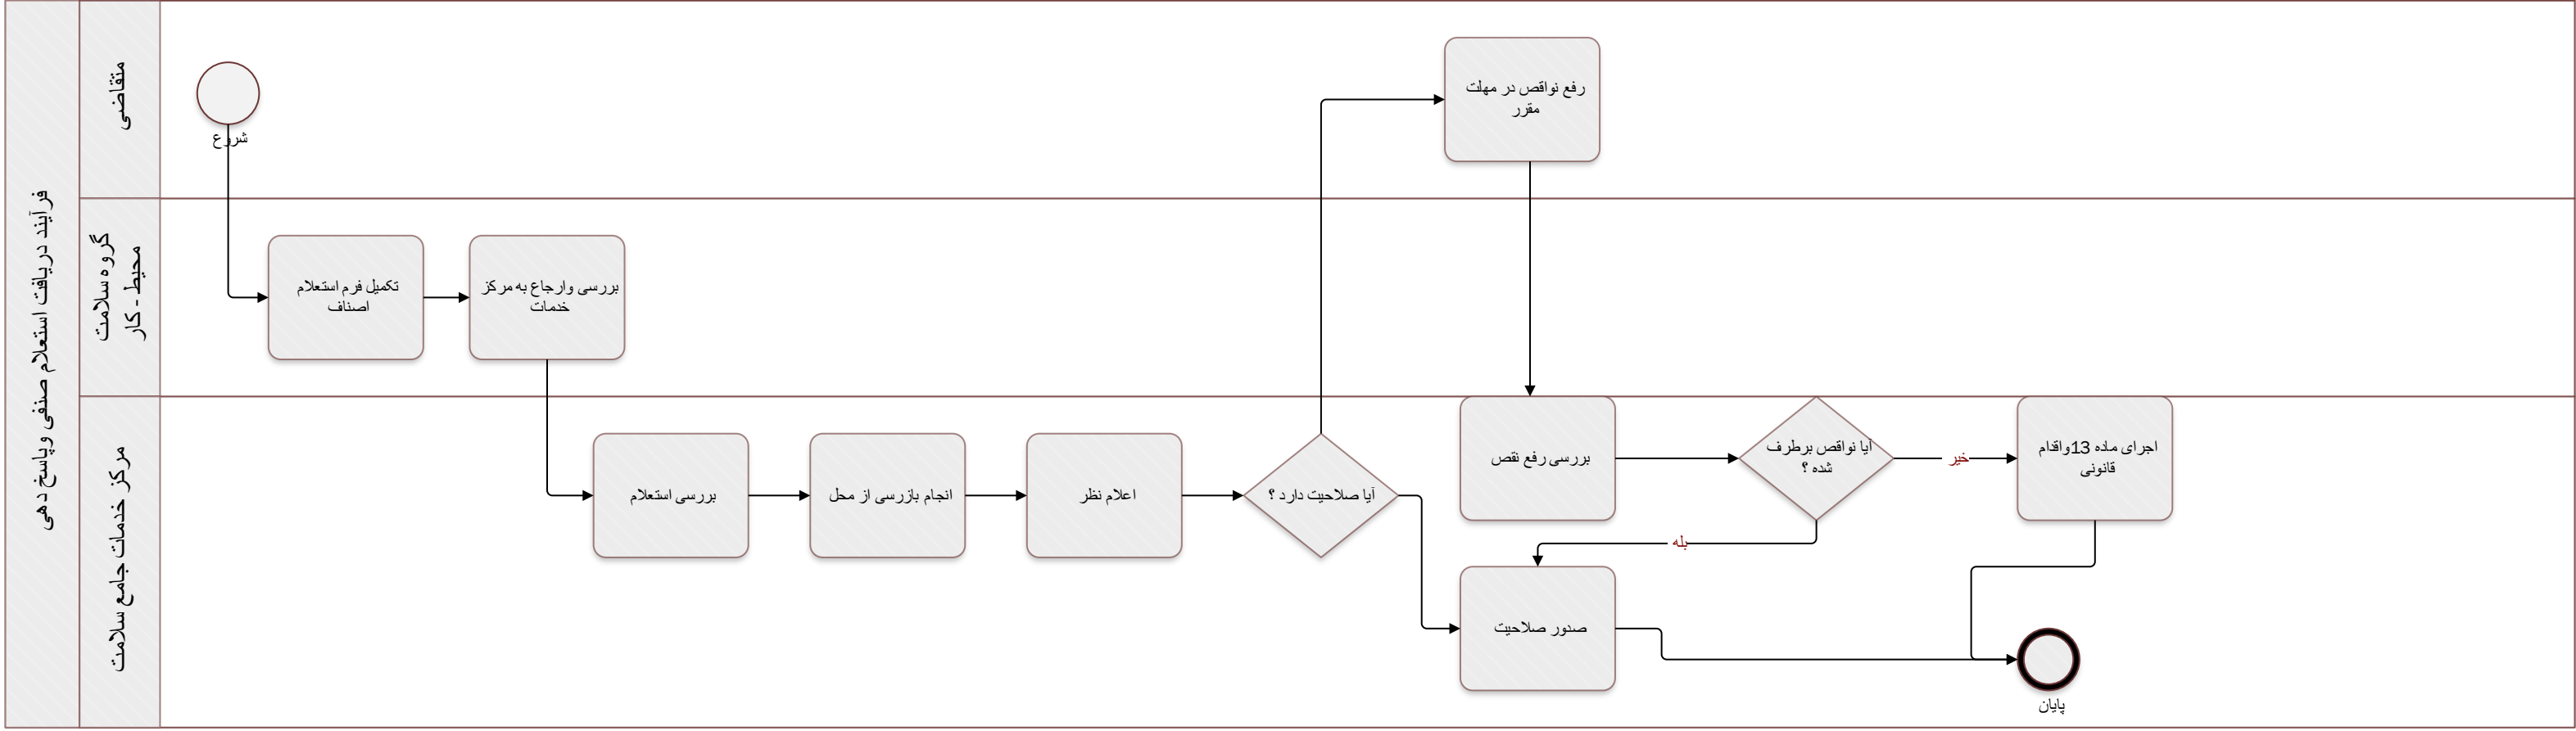 فرآیند دریافت استعلام صنفی وپاسخ دهی
متقاضی
شروع
رفع نواقص در مهلت
مقرر
گروه سلامت
محیط - کار
تکمیل فرم استعلام
اصناف
بررسی وارجاع به مرکز
خدمات
مرکز خدمات جامع سلامت
بررسی استعلام
انجام بازرسی از محل
اعلام نظر
آیا صلاحیت دارد ؟
بررسی رفع نقص
آیا نواقص برطرف
شده ؟
خیر
اجرای ماده 13واقدام
قانونی
بله
صدور صلاحیت
پایان